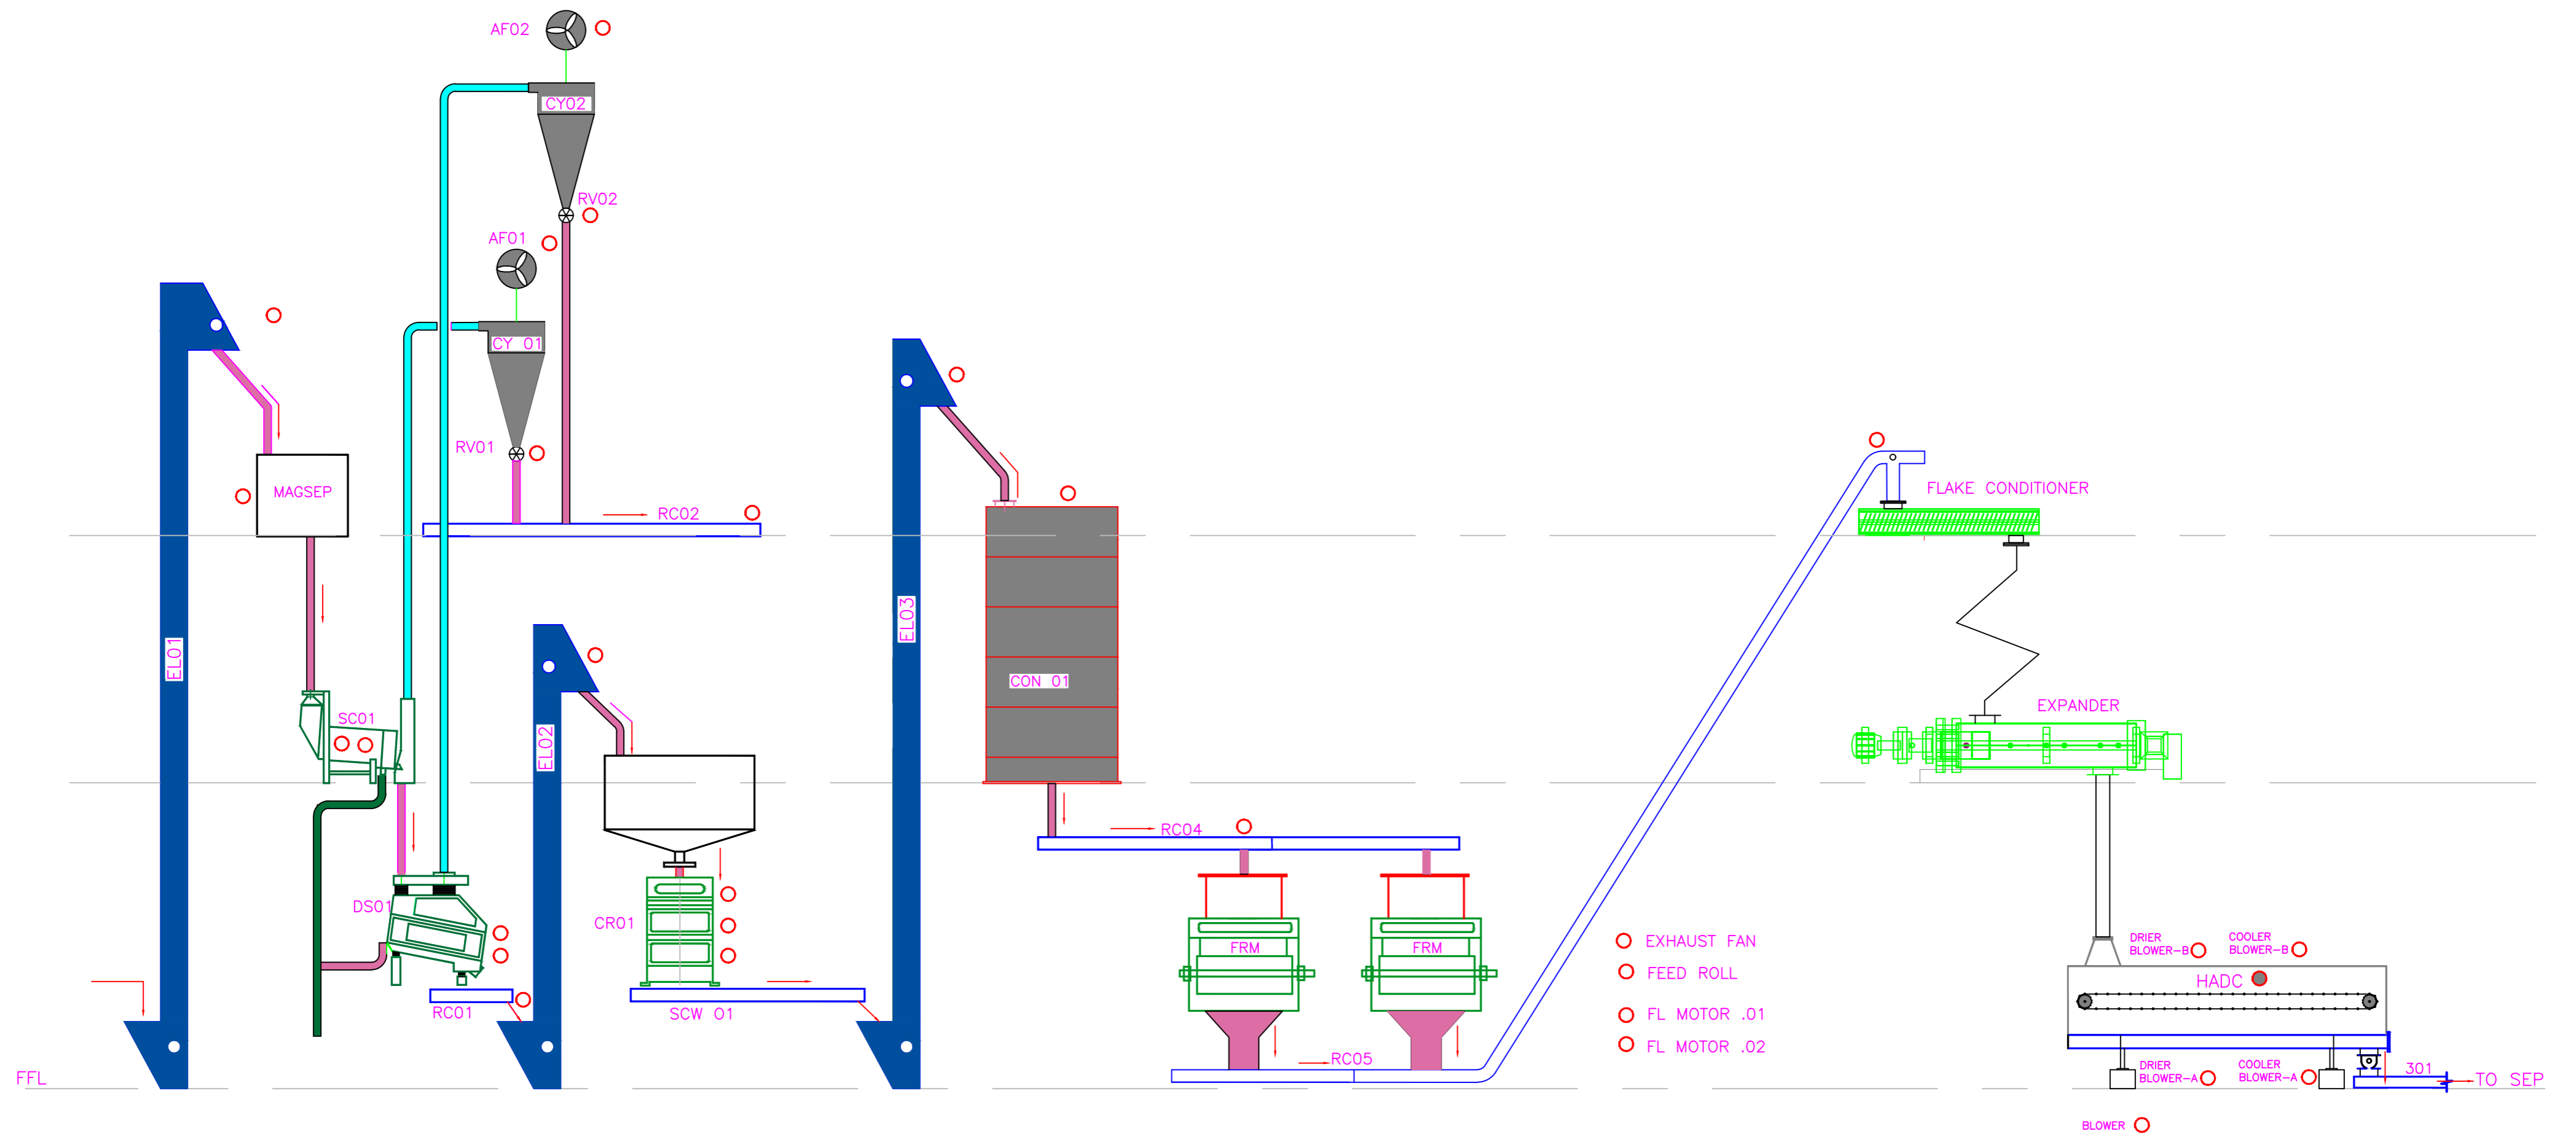 AF02
CY02
RV02
AF01
CY 01
RV01
MAGSEP
RC02
EL01
SC01
DS01
RC01
EL02
CR01
SCW 01
EL03
CON 01
RC04
FRM
FRM
RC05
FLAKE CONDITIONER
EXPANDER
EXHAUST FAN
FEED ROLL
FL MOTOR .01
FL MOTOR .02
DRIER
BLOWER-B
COOLER
BLOWER-B
HADC
DRIER
BLOWER-A
COOLER
BLOWER-A
301
TO SEP
BLOWER
FFL